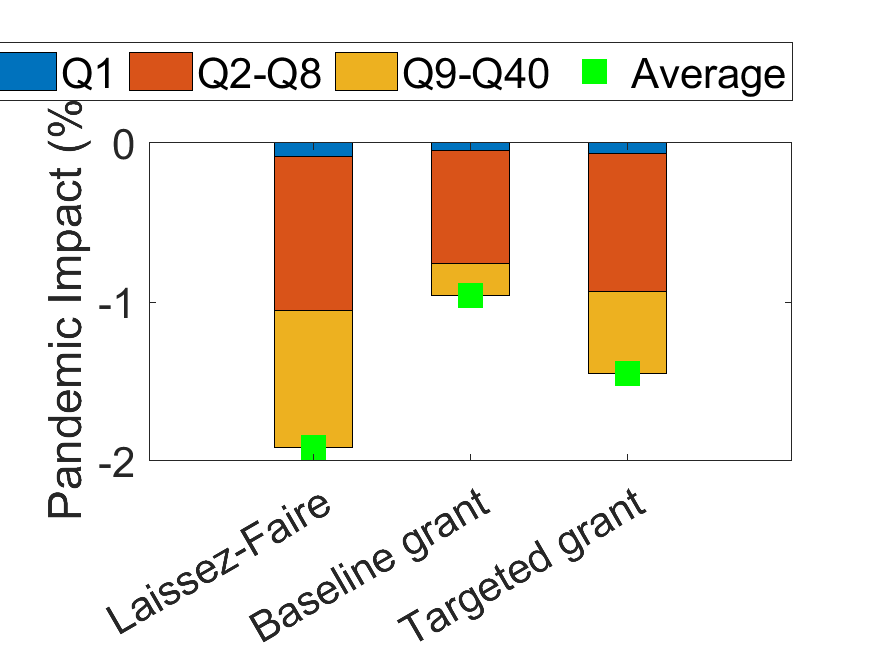 Q1 Q2-Q8 Q9-Q40 Average
Pandemic Impact (%
0
-1
-2
Laissez-Faire
Baseline grant
Targeted grant